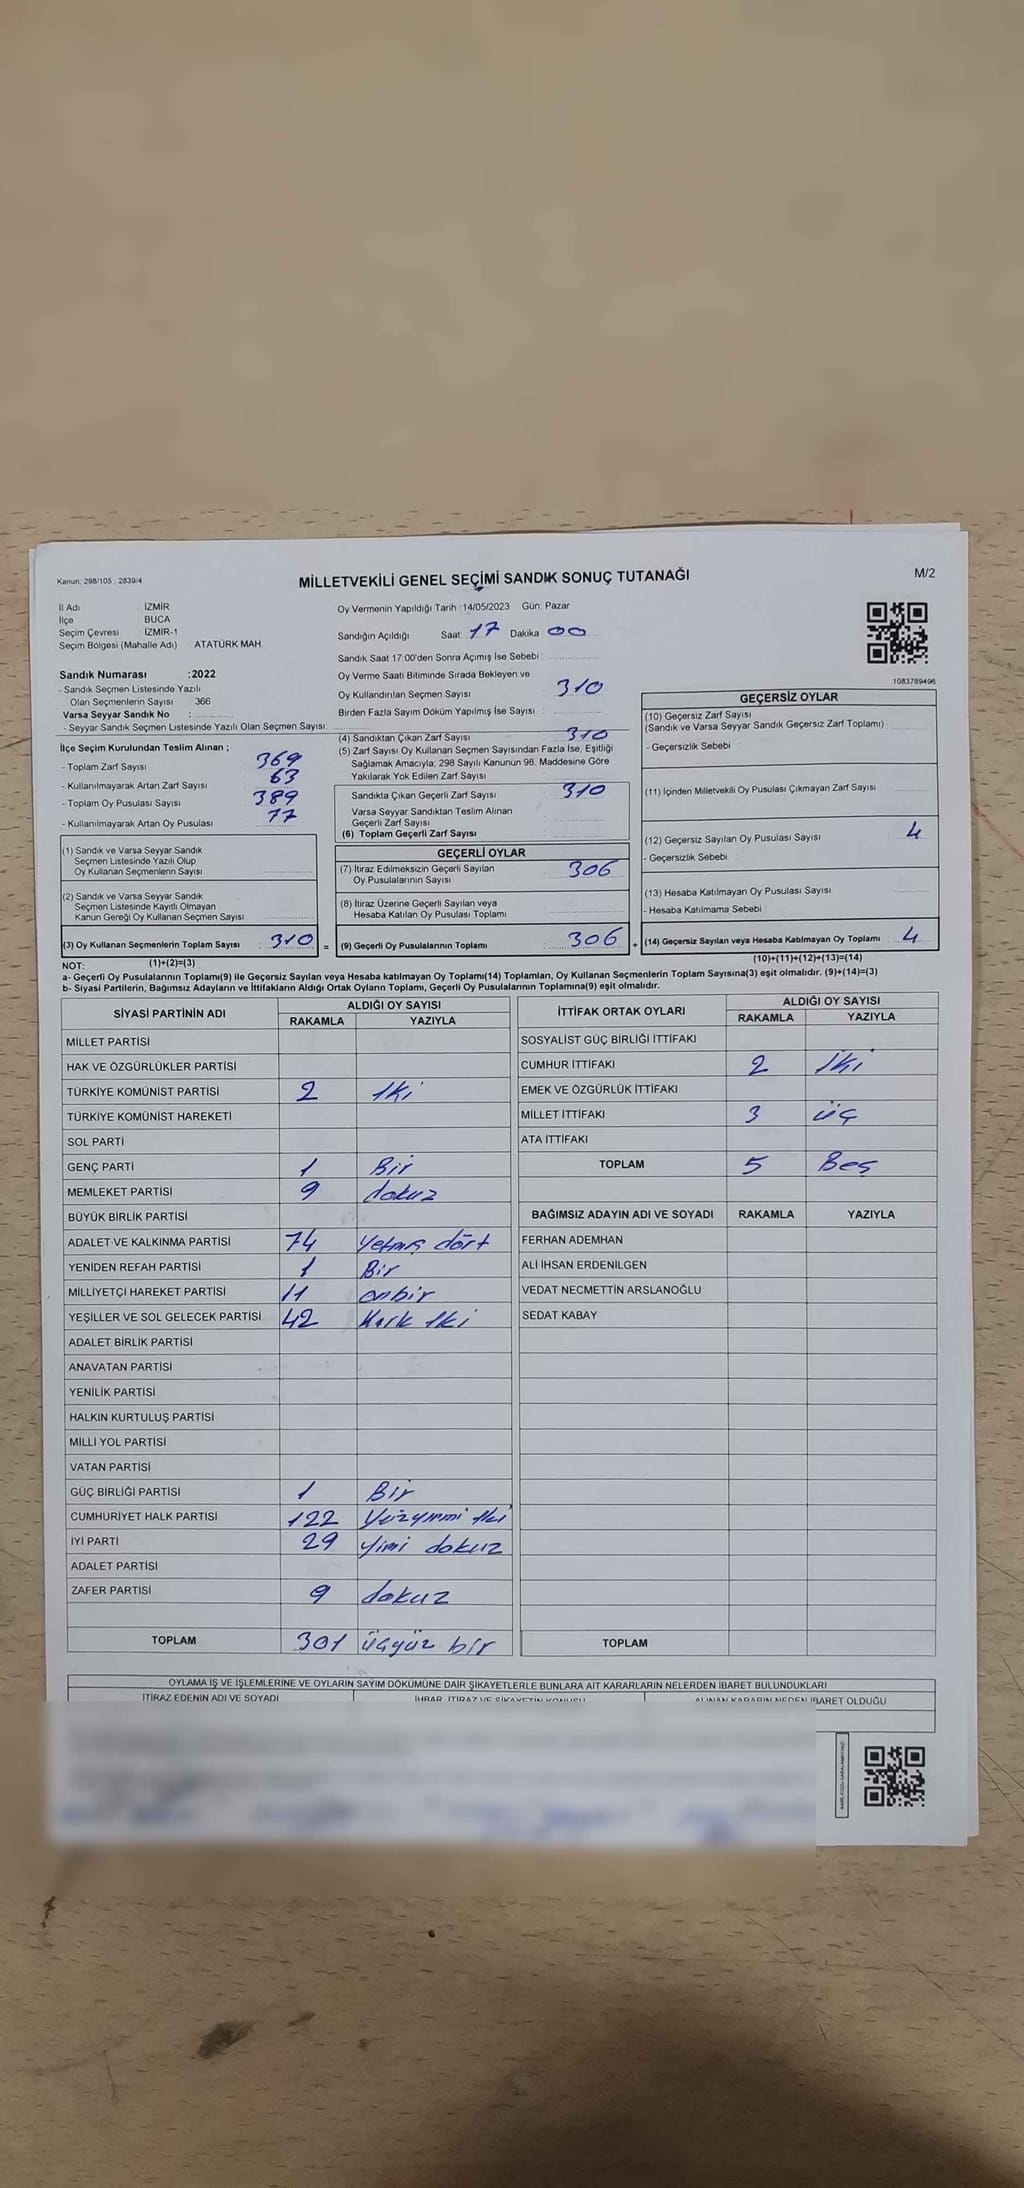 Kanun; 298/105 , 2839/4
MİLLETVEKİLİ GENEL SEÇİMİ SANDIK SONUÇ TUTANAĞI
M/2
İl Adı : İZMİR
İlçe : BUCA
Seçim Çevresi : İZMİR-1
Seçim Bölgesi (Mahalle Adı) : ATATÜRK MAH.
Sandık Numarası :2022
- Sandık Seçmen Listesinde Yazılı
Olan Seçmenlerin Sayısı : 366
Varsa Seyyar Sandık No :
- Seyyar Sandık Seçmen Listesinde Yazılı Olan Seçmen Sayısı:
İlçe Seçim Kurulundan Teslim Alınan ;
- Toplam Zarf Sayısı 369
- Kullanılmayarak Artan Zarf Sayısı 63
- Toplam Oy Pusulası Sayısı 389
- Kullanılmayarak Artan Oy Pusulası 77
(1) Sandık ve Varsa Seyyar Sandık
Seçmen Listesinde Yazılı Olup
Oy Kullanan Seçmenlerin Sayısı
(2) Sandık ve Varsa Seyyar Sandık
Seçmen Listesinde Kayıtlı Olmayan
Kanun Gereği Oy Kullanan Seçmen Sayısı
(3) Oy Kullanan Seçmenlerin Toplam Sayısı : 310 =
(1)+(2)=(3)
Oy Vermenin Yapıldığı Tarih :14/05/2023 Gün: Pazar
Sandığın Açıldığı Saat: 17 Dakika 00
Sandık Saat 17:00'den Sonra Açımış İse Sebebi :
Oy Verme Saati Bitiminde Sırada Bekleyen ve
Oy Kullandırılan Seçmen Sayısı 310
Birden Fazla Sayım Döküm Yapılmış İse Sayısı :
(4) Sandıktan Çıkan Zarf Sayısı 310
(5) Zarf Sayısı Oy Kullanan Seçmen Sayısından Fazla İse, Eşitliği
Sağlamak Amacıyla, 298 Sayılı Kanunun 98. Maddesine Göre
Yakılarak Yok Edilen Zarf Sayısı
Sandıkta Çıkan Geçerli Zarf Sayısı 310
Varsa Seyyar Sandıktan Teslim Alınan
Geçerli Zarf Sayısı
(6) Toplam Geçerli Zarf Sayısı
GEÇERLİ OYLAR
(7) İtiraz Edilmeksizin Geçerli Sayılan
Oy Pusulalarının Sayısı 306
(8) İtiraz Üzerine Geçerli Sayılan veya
Hesaba Katılan Oy Pusulası Toplamı
(9) Geçerli Oy Pusulalarının Toplamı 306 +
1083789496
GEÇERSİZ OYLAR
(10) Geçersiz Zarf Sayısı
(Sandık ve Varsa Seyyar Sandık Geçersiz Zarf Toplamı)
- Geçersizlik Sebebi :
(11) İçinden Milletvekili Oy Pusulası Çıkmayan Zarf Sayısı
(12) Geçersiz Sayılan Oy Pusulası Sayısı 4
- Geçersizlik Sebebi :
(13) Hesaba Katılmayan Oy Pusulası Sayısı
- Hesaba Katılmama Sebebi :
(14) Geçersiz Sayılan veya Hesaba Katılmayan Oy Toplamı : 4
(10)+(11)+(12)+(13)=(14)
NOT:
a- Geçerli Oy Pusulalarının Toplamı(9) ile Geçersiz Sayılan veya Hesaba katılmayan Oy Toplamı(14) Toplamları, Oy Kullanan Seçmenlerin Toplam Sayısına(3) eşit olmalıdır. (9)+(14)=(3)
b- Siyasi Partilerin, Bağımsız Adayların ve İttifakların Aldığı Ortak Oyların Toplamı, Geçerli Oy Pusulalarının Toplamına(9) eşit olmalıdır.
SİYASİ PARTİNİN ADI ALDIĞI OY SAYISI
RAKAMLA YAZIYLA
MİLLET PARTİSİ
HAK VE ÖZGÜRLÜKLER PARTİSİ
TÜRKİYE KOMÜNİST PARTİSİ 2 İki
TÜRKİYE KOMÜNİST HAREKETİ
SOL PARTİ
GENÇ PARTİ 1 Bir
MEMLEKET PARTİSİ 9 dokuz
BÜYÜK BİRLİK PARTİSİ
ADALET VE KALKINMA PARTİSİ 74 Yetmiş dört
YENİDEN REFAH PARTİSİ 1 Bir
MİLLİYETÇİ HAREKET PARTİSİ 11 onbir
YEŞİLLER VE SOL GELECEK PARTİSİ 42 Kırk İki
ADALET BİRLİK PARTİSİ
ANAVATAN PARTİSİ
YENİLİK PARTİSİ
HALKIN KURTULUŞ PARTİSİ
MİLLİ YOL PARTİSİ
VATAN PARTİSİ
GÜÇ BİRLİĞİ PARTİSİ 1 Bir
CUMHURİYET HALK PARTİSİ 122 Yüzyirmi iki
İYİ PARTİ 29 Yimi dokuz
ADALET PARTİSİ
ZAFER PARTİSİ 9 dokuz
TOPLAM 301 üçyüz bir
İTTİFAK ORTAK OYLARI ALDIĞI OY SAYISI
RAKAMLA YAZIYLA
SOSYALİST GÜÇ BİRLİĞİ İTTİFAKI
CUMHUR İTTİFAKI 2 İki
EMEK VE ÖZGÜRLÜK İTTİFAKI
MİLLET İTTİFAKI 3 üç
ATA İTTİFAKI
TOPLAM 5 Beş
BAĞIMSIZ ADAYIN ADI VE SOYADI RAKAMLA YAZIYLA
FERHAN ADEMHAN
ALİ İHSAN ERDENİLGEN
VEDAT NECMETTİN ARSLANOĞLU
SEDAT KABAY
TOPLAM
OYLAMA İŞ VE İŞLEMLERİNE VE OYLARIN SAYIM DÖKÜMÜNE DAİR ŞİKAYETLERLE BUNLARA AİT KARARLARIN NELERDEN İBARET BULUNDUKLARI
İTİRAZ EDENİN ADI VE SOYADI İHBAR, İTİRAZ VE ŞİKAYETİN KONUSU ALINAN KARARIN NEDEN İBARET OLDUĞU